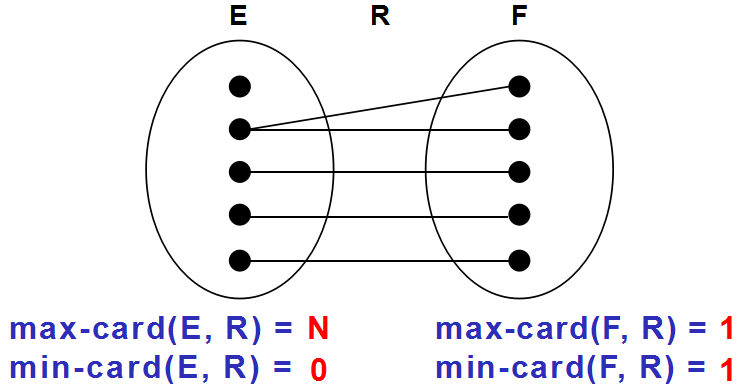 E R F
max-card(E, R) = N
min-card(E, R) = 0
max-card(F, R) = 1
min-card(F, R) = 1